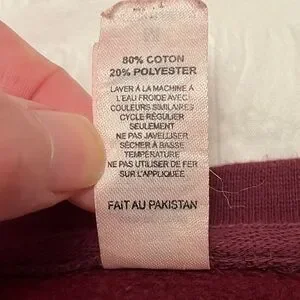 80% COTON
20% POLYESTER
LAVER À LA MACHINE À
L'EAU FROIDE AVEC
COULEURS SIMILAIRES
CYCLE RÉGULIER
SEULEMENT
NE PAS JAVELLISER
SÉCHER À BASSE
TEMPÉRATURE
NE PAS UTILISER DE FER
SUR L'APPLIQUÉE
FAIT AU PAKISTAN